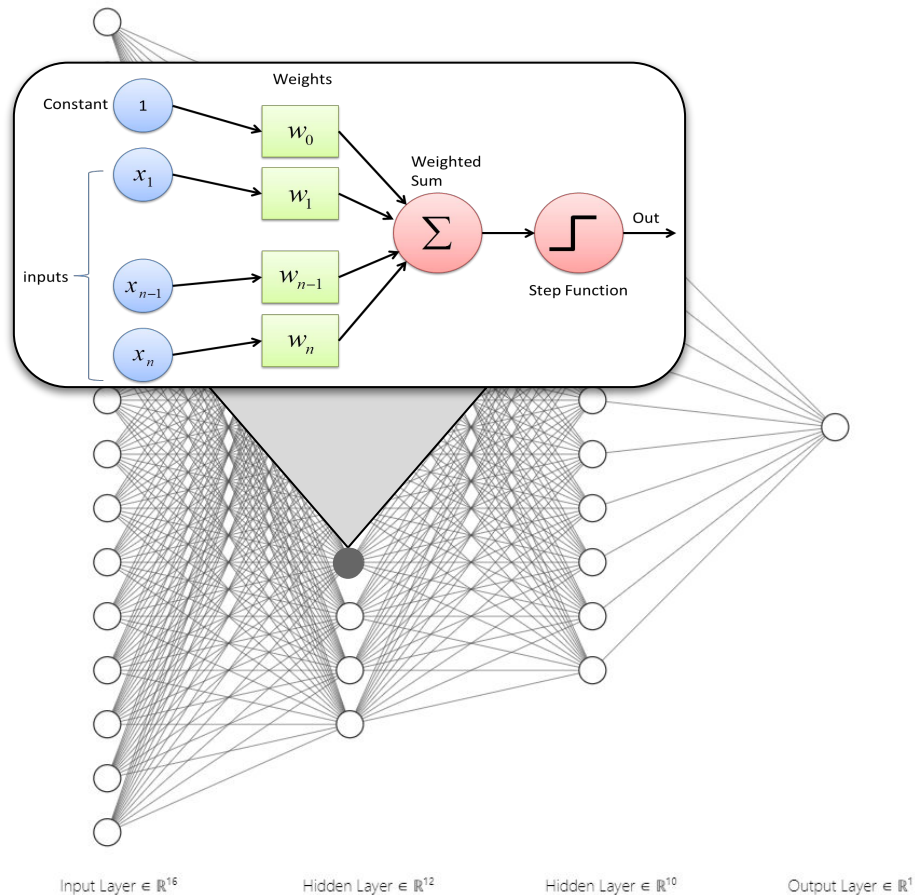 Weights
Constant
1
w₀
x₁
w₁
Weighted
Sum
Σ
Out
inputs
xₙ₋₁
wₙ₋₁
Step Function
xₙ
wₙ
Input Layer ∈ ℝ¹⁶
Hidden Layer ∈ ℝ¹²
Hidden Layer ∈ ℝ¹⁰
Output Layer ∈ ℝ¹